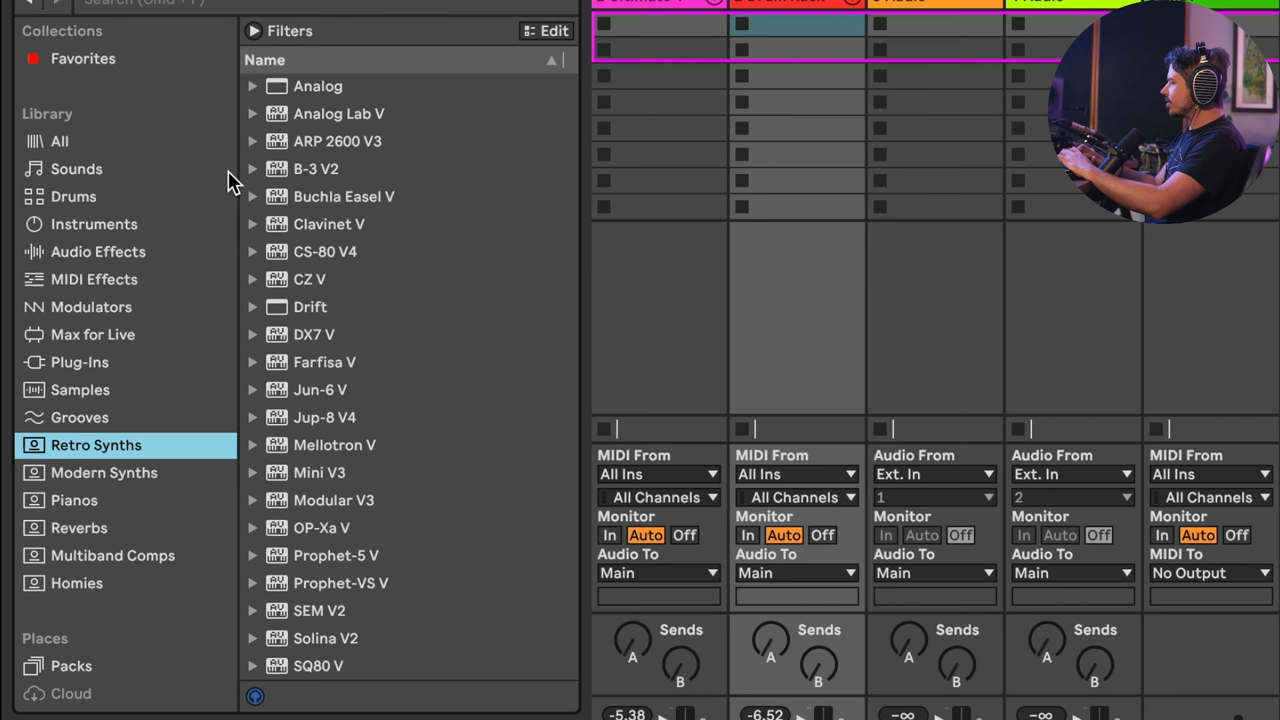 Search (Cmd + F)
Collections
Favorites
Library
All
Sounds
Drums
Instruments
Audio Effects
MIDI Effects
Modulators
Max for Live
Plug-Ins
Samples
Grooves
Retro Synths
Modern Synths
Pianos
Reverbs
Multiband Comps
Homies
Places
Packs
Cloud
Filters
Edit
Name
Analog
Analog Lab V
ARP 2600 V3
B-3 V2
Buchla Easel V
Clavinet V
CS-80 V4
CZ V
Drift
DX7 V
Farfisa V
Jun-6 V
Jup-8 V4
Mellotron V
Mini V3
Modular V3
OP-Xa V
Prophet-5 V
Prophet-VS V
SEM V2
Solina V2
SQ80 V
MIDI From MIDI From Audio From Audio From MIDI From
All Ins All Ins Ext. In Ext. In All Ins
All Channels All Channels 1 2 All Channels
Monitor Monitor Monitor Monitor Monitor
In Auto Off In Auto Off In Auto Off In Auto Off In Auto Off
Audio To Audio To Audio To Audio To MIDI To
Main Main Main Main No Output
Sends Sends Sends Sends
A A A A
B B B B
-5.38 -6.52 -∞ -∞